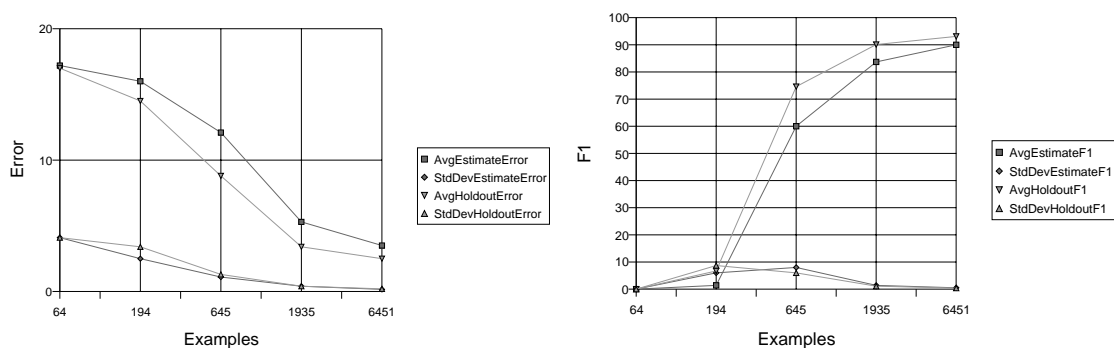 20
10
0
Error
64 194 645 1935 6451
Examples
AvgEstimateError
StdDevEstimateError
AvgHoldoutError
StdDevHoldoutError
100
90
80
70
60
50
40
30
20
10
0
F1
64 194 645 1935 6451
Examples
AvgEstimateF1
StdDevEstimateF1
AvgHoldoutF1
StdDevHoldoutF1